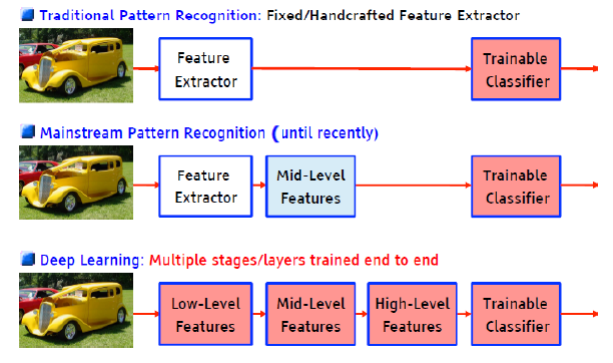 Traditional Pattern Recognition: Fixed/Handcrafted Feature Extractor
Feature
Extractor
Trainable
Classifier
Mainstream Pattern Recognition (until recently)
Feature
Extractor
Mid-Level
Features
Trainable
Classifier
Deep Learning: Multiple stages/layers trained end to end
Low-Level
Features
Mid-Level
Features
High-Level
Features
Trainable
Classifier